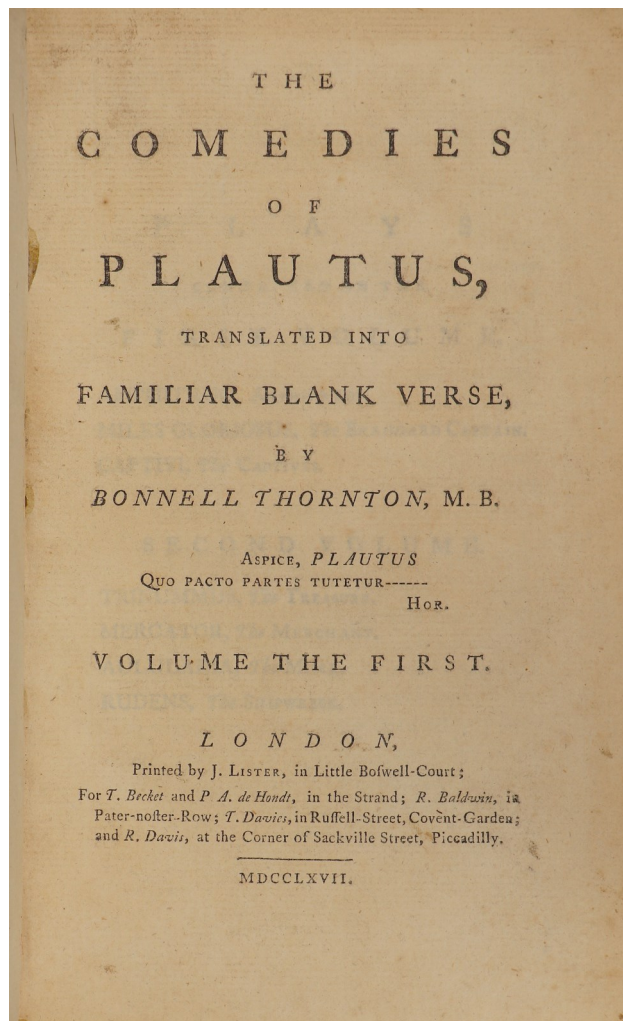 THE
COMEDIES
OF
PLAUTUS,
TRANSLATED INTO
FAMILIAR BLANK VERSE,
BY
BONNELL THORNTON, M. B.
ASPICE, PLAUTUS
QUO PACTO PARTES TUTETUR------
HOR.
VOLUME THE FIRST.
LONDON,
Printed by J. LISTER, in Little Boſwell-Court;
For T. Becket and P A. de Hondt, in the Strand; R. Baldwin, in
Pater-noſter-Row; T. Davies, in Ruſſell-Street, Covent-Garden;
and R. Davis, at the Corner of Sackville Street, Piccadilly.
MDCCLXVII.